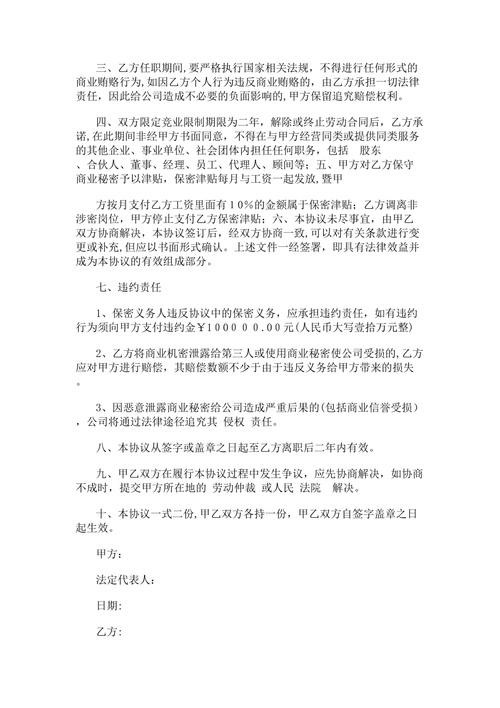 三、乙方任职期间,要严格执行国家相关法规，不得进行任何形式的
商业贿赂行为,如因乙方个人行为违反商业贿赂的，由乙方承担一切法律
责任，因此给公司造成不必要的负面影响的,甲方保留追究赔偿权利。
四、双方限定竞业限制期限为二年，解除或终止劳动合同后，乙方承
诺,在此期间非经甲方书面同意，不得在与甲方经营同类或提供同类服务
的其他企业、事业单位、社会团体内担任任何职务，包括 股东
、合伙人、董事、经理、员工、代理人、顾问等；五、甲方对乙方保守
商业秘密予以津贴，保密津贴每月与工资一起发放,暨甲
方按月支付乙方工资里面有10%的金额属于保密津贴；乙方调离非
涉密岗位，甲方停止支付乙方保密津贴；六、本协议未尽事宜，由甲乙
双方协商解决，本协议签订后，经双方协商一致,可以对有关条款进行变
更或补充,但应以书面形式确认。上述文件一经签署，即具有法律效益并
成为本协议的有效组成部分。
七、违约责任
1、保密义务人违反协议中的保密义务，应承担违约责任，如有违约
行为须向甲方支付违约金￥100000.00元(人民币大写壹拾万元整)
2、乙方将商业机密泄露给第三人或使用商业秘密使公司受损的,乙方
应对甲方进行赔偿，其赔偿数额不少于由于违反义务给甲方带来的损失
。
3、因恶意泄露商业秘密给公司造成严重后果的(包括商业信誉受损）
，公司将通过法律途径追究其 侵权 责任。
八、本协议从签字或盖章之日起至乙方离职后二年内有效。
九、甲乙双方在履行本协议过程中发生争议，应先协商解决，如协商
不成时，提交甲方所在地的 劳动仲裁 或人民 法院 解决。
十、本协议一式二份,甲乙双方各持一份，甲乙双方自签字盖章之日
起生效。
甲方：
法定代表人：
日期:
乙方: